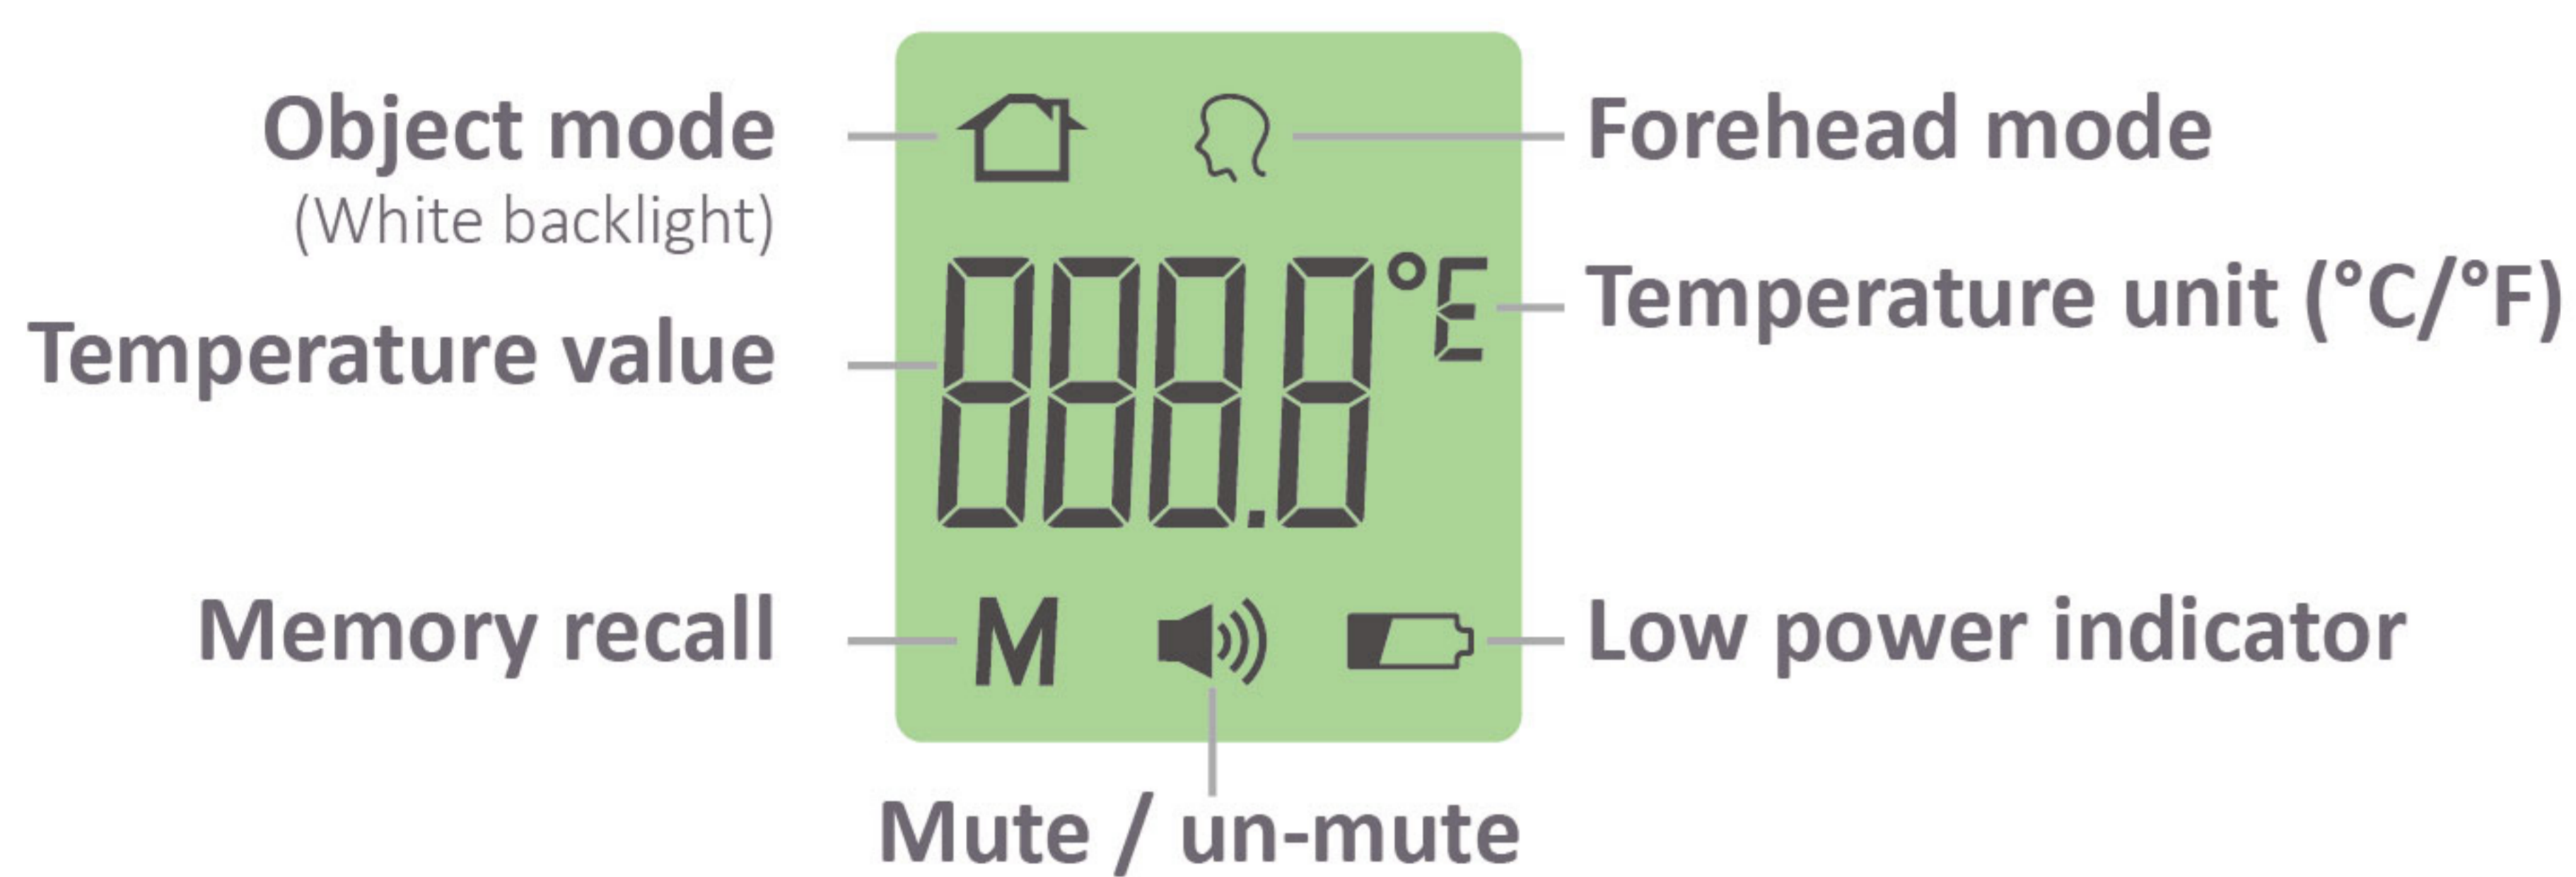 Object mode
(White backlight)
Forehead mode
Temperature value
888.8°E
Temperature unit (°C/°F)
Memory recall
M
Low power indicator
Mute / un-mute